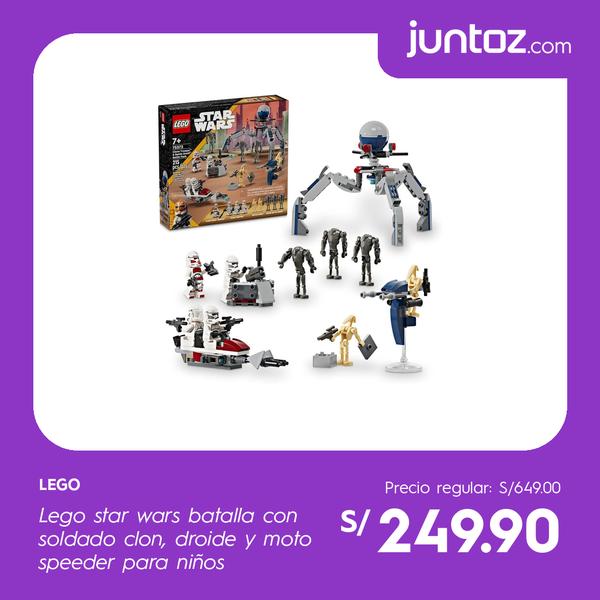 juntoz.com
LEGO
STAR
WARS
7+
LEGO
Lego star wars batalla con
soldado clon, droide y moto
speeder para niños
Precio regular: S/649.00
S/ 249.90